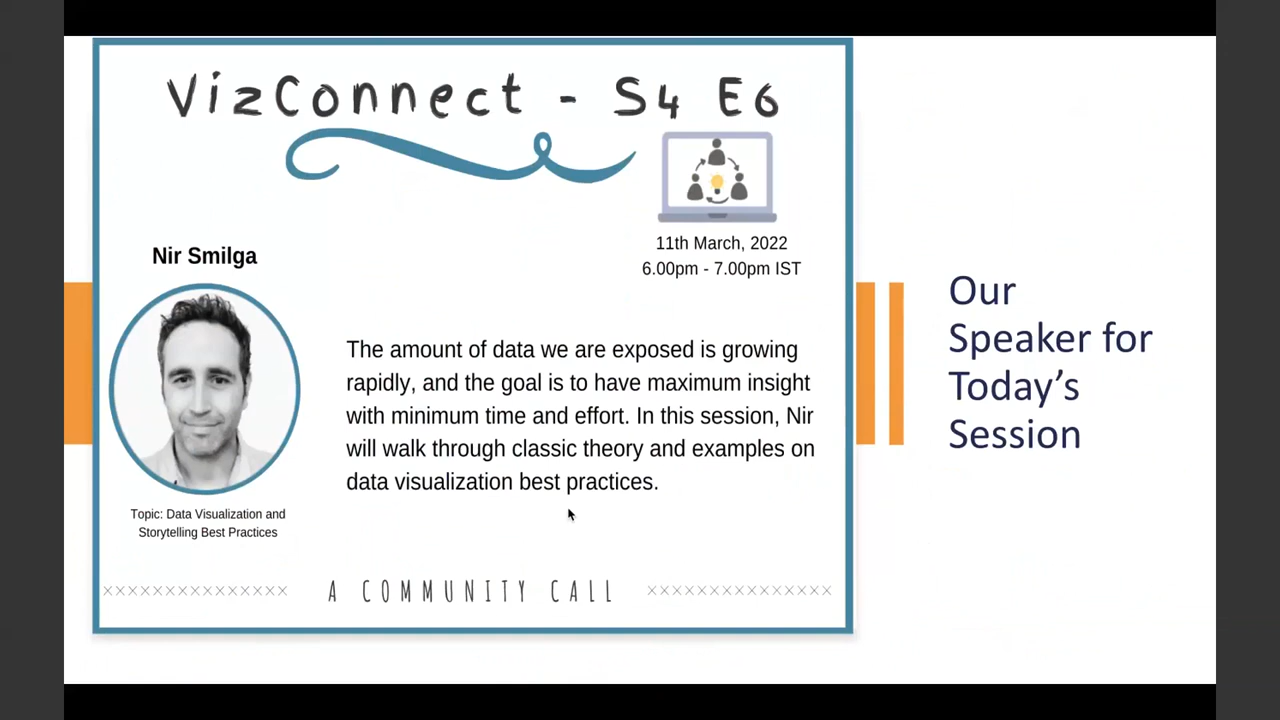 VizConnect - S4 E6
11th March, 2022
6.00pm - 7.00pm IST
Nir Smilga
Topic: Data Visualization and
Storytelling Best Practices
The amount of data we are exposed is growing
rapidly, and the goal is to have maximum insight
with minimum time and effort. In this session, Nir
will walk through classic theory and examples on
data visualization best practices.
A COMMUNITY CALL
Our
Speaker for
Today’s
Session